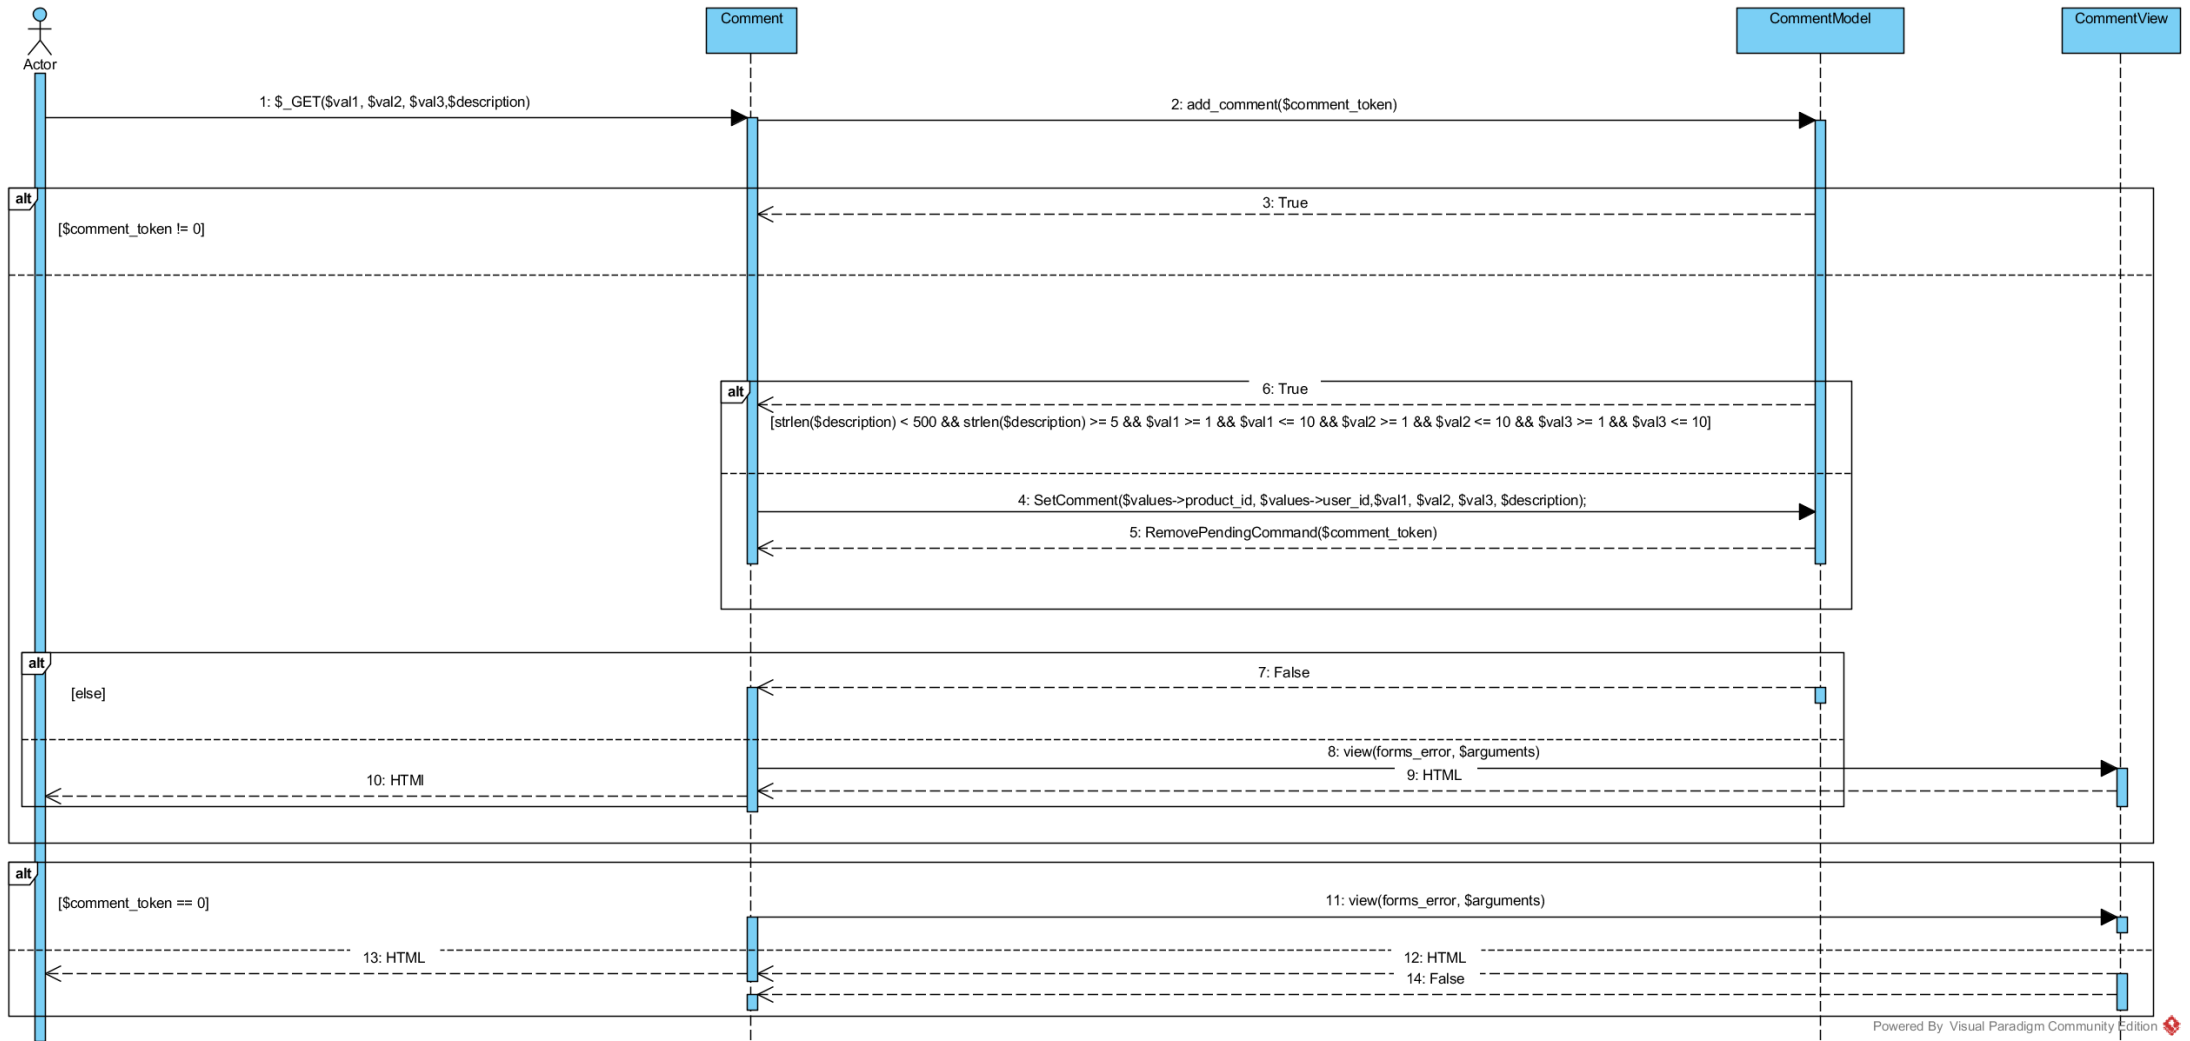 Comment
CommentModel
CommentView
Actor
1: $_GET($val1, $val2, $val3,$description)
2: add_comment($comment_token)
alt
3: True
[$comment_token != 0]
alt
6: True
[strlen($description) < 500 && strlen($description) >= 5 && $val1 >= 1 && $val1 <= 10 && $val2 >= 1 && $val2 <= 10 && $val3 >= 1 && $val3 <= 10]
4: SetComment($values->product_id, $values->user_id,$val1, $val2, $val3, $description);
5: RemovePendingCommand($comment_token)
alt
7: False
[else]
8: view(forms_error, $arguments)
9: HTML
10: HTMl
alt
[$comment_token == 0]
11: view(forms_error, $arguments)
13: HTML
12: HTML
14: False
Powered By Visual Paradigm Community Edition